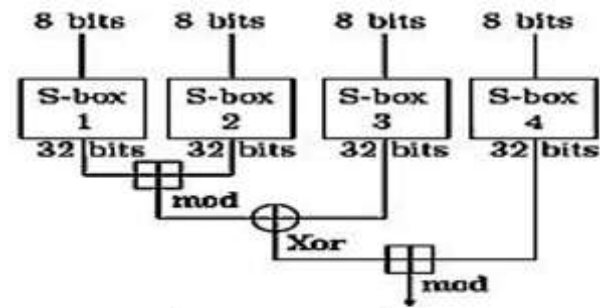 8 bits 8 bits 8 bits 8 bits
S-box S-box S-box S-box
1 2 3 4
32 bits 32 bits 32 bits 32 bits
mod
Xor
mod